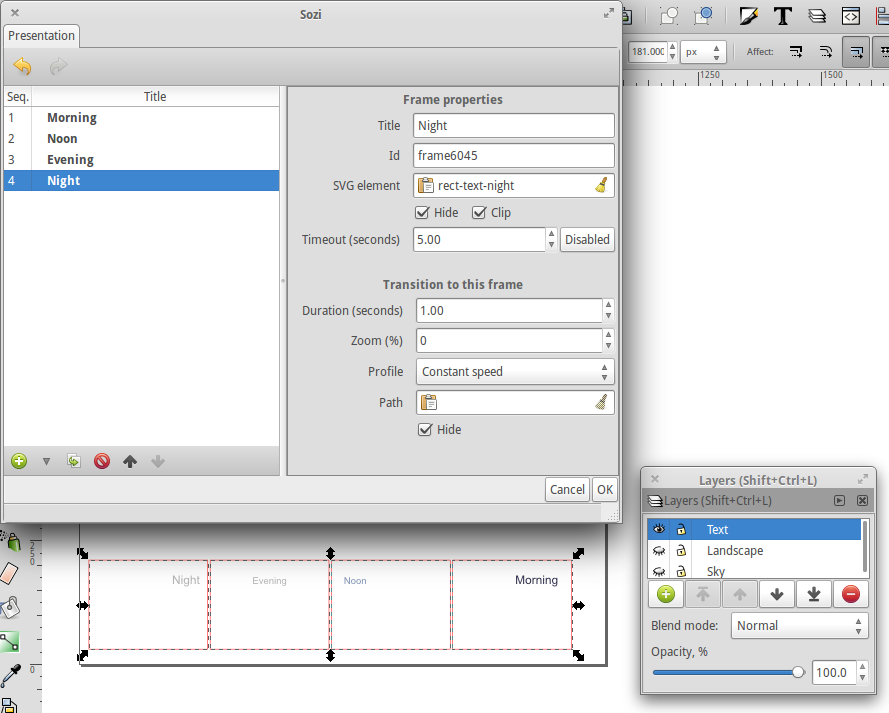 Sozi
Presentation
Seq. Title
1 Morning
2 Noon
3 Evening
4 Night
Frame properties
Title Night
Id frame6045
SVG element rect-text-night
Hide Clip
Timeout (seconds) 5.00 Disabled
Transition to this frame
Duration (seconds) 1.00
Zoom (%) 0
Profile Constant speed
Path
Hide
Cancel OK
181.000 px Affect:
1250 1500
Night Evening Noon Morning
Layers (Shift+Ctrl+L)
Layers (Shift+Ctrl+L)
Text
Landscape
Sky
Blend mode: Normal
Opacity, %
100.0